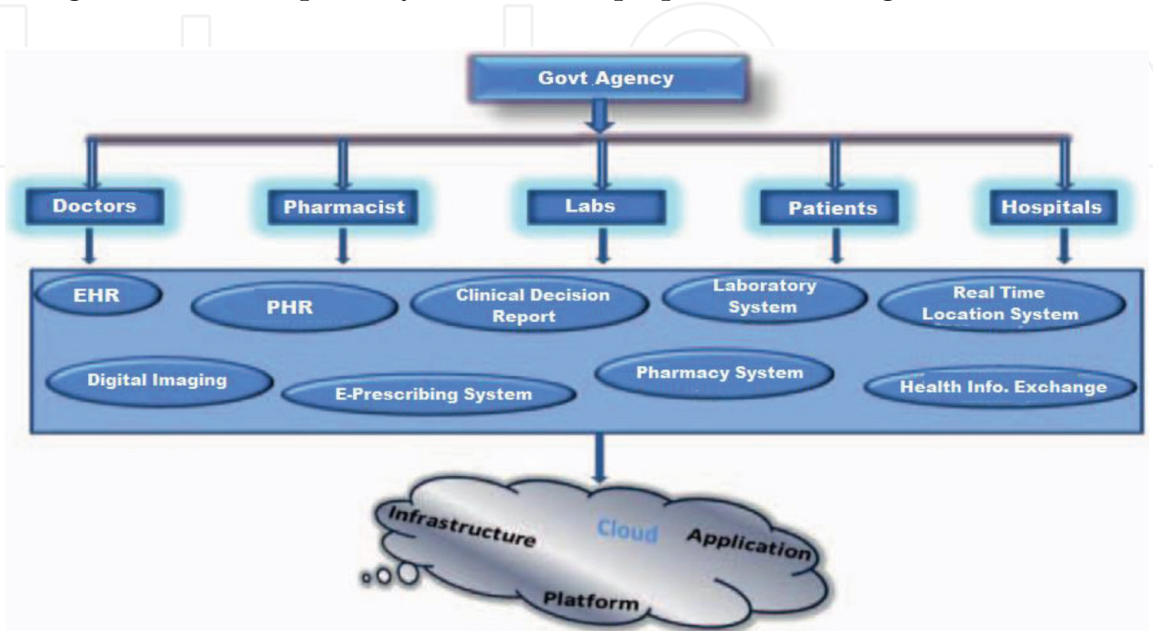 Govt Agency
Doctors
Pharmacist
Labs
Patients
Hospitals
EHR
PHR
Clinical Decision
Report
Laboratory
System
Real Time
Location System
Digital Imaging
E-Prescribing System
Pharmacy System
Health Info. Exchange
Infrastructure
Cloud
Application
Platform